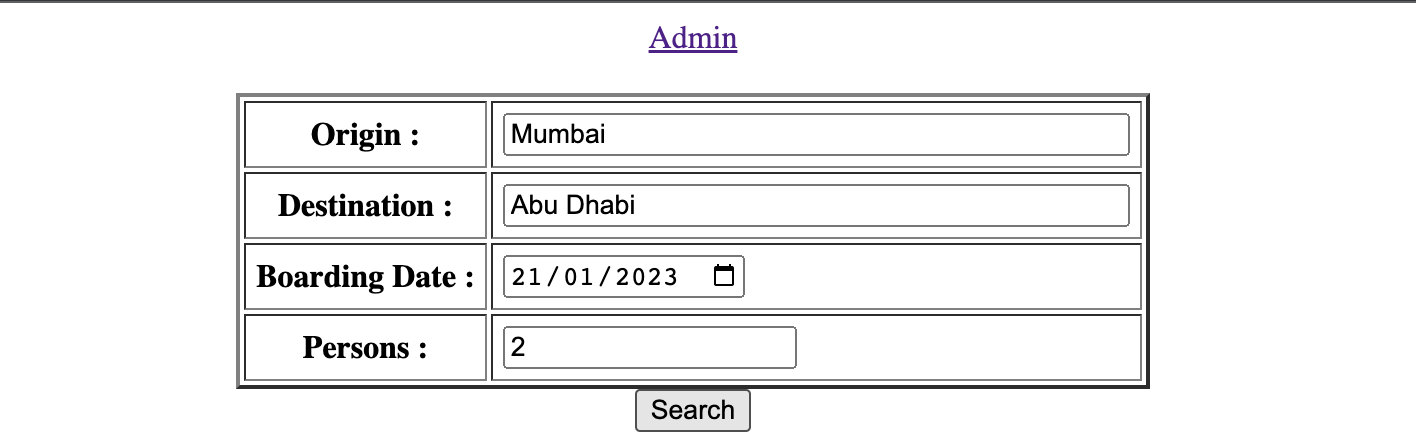 Admin
Origin : Mumbai
Destination : Abu Dhabi
Boarding Date : 21/01/2023
Persons : 2
Search